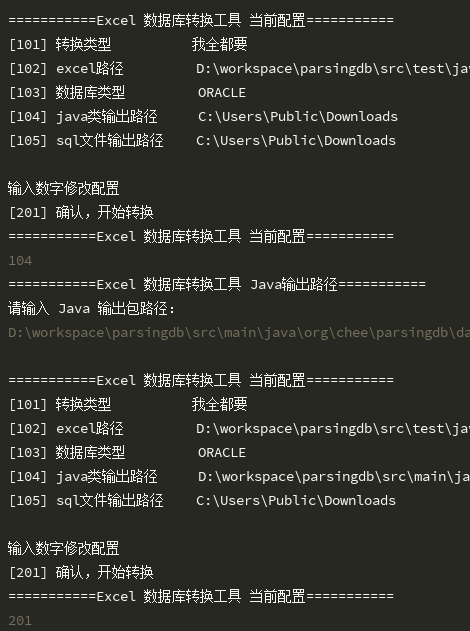 ===========Excel 数据库转换工具 当前配置===========
[101] 转换类型 我全都要
[102] excel路径 D:\workspace\parsingdb\src\test\jav
[103] 数据库类型 ORACLE
[104] java类输出路径 C:\Users\Public\Downloads
[105] sql文件输出路径 C:\Users\Public\Downloads
输入数字修改配置
[201] 确认，开始转换
===========Excel 数据库转换工具 当前配置===========
104
===========Excel 数据库转换工具 Java输出路径===========
请输入 Java 输出包路径：
D:\workspace\parsingdb\src\main\java\org\chee\parsingdb\da
===========Excel 数据库转换工具 当前配置===========
[101] 转换类型 我全都要
[102] excel路径 D:\workspace\parsingdb\src\test\jav
[103] 数据库类型 ORACLE
[104] java类输出路径 D:\workspace\parsingdb\src\main\ja
[105] sql文件输出路径 C:\Users\Public\Downloads
输入数字修改配置
[201] 确认，开始转换
===========Excel 数据库转换工具 当前配置===========
201